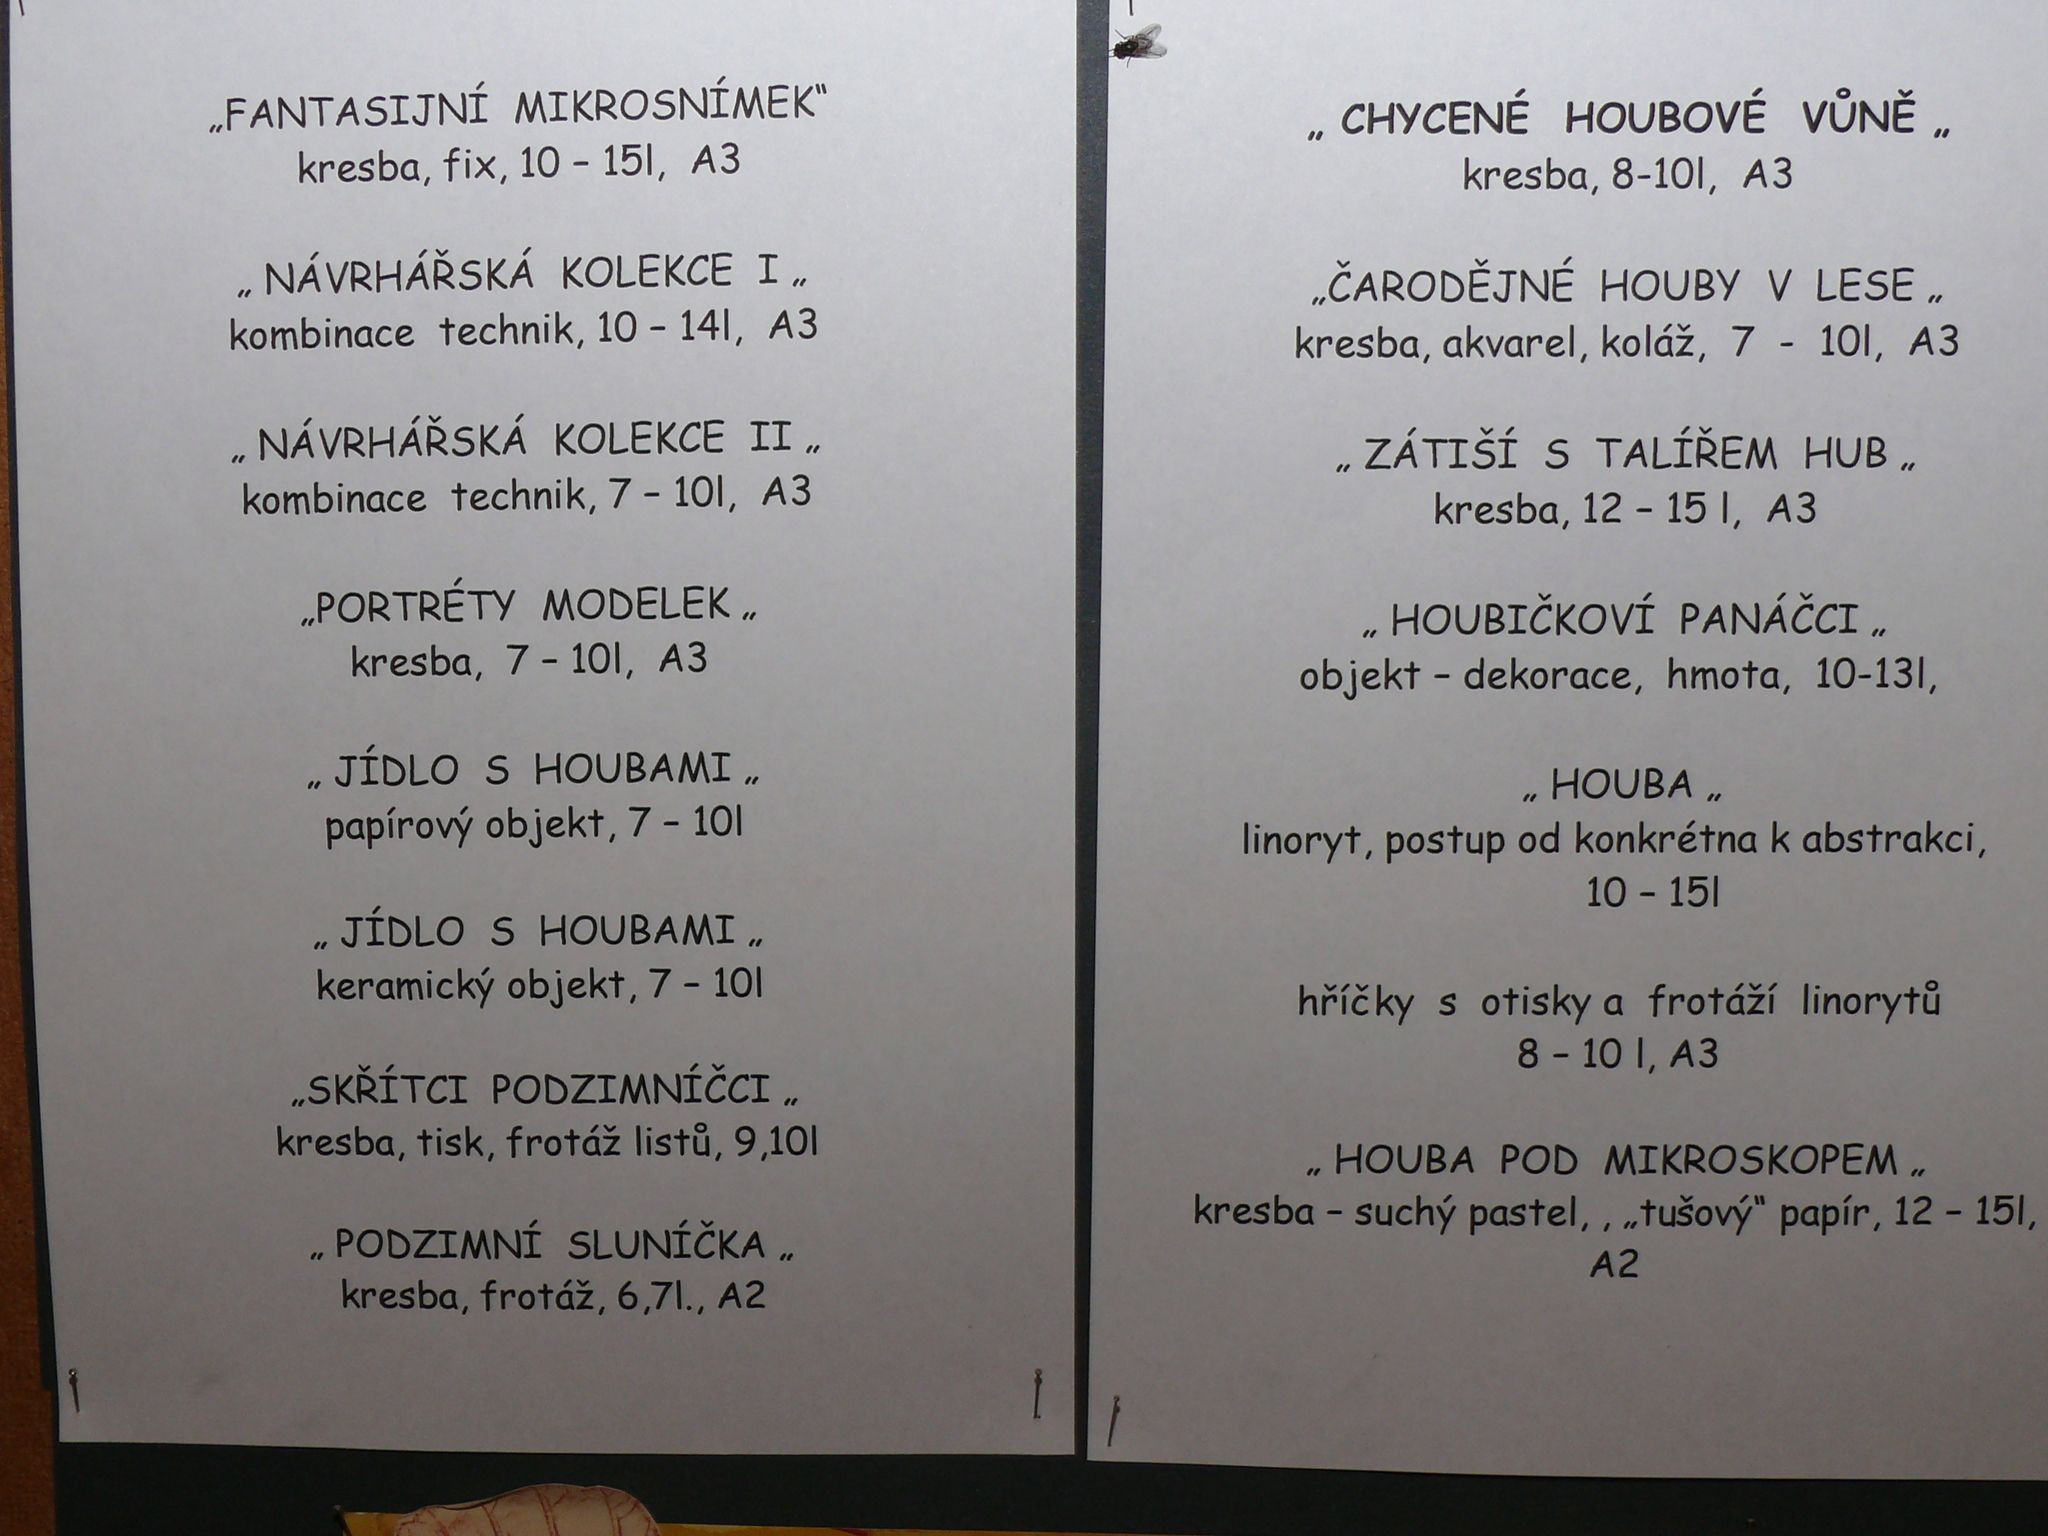 „FANTASIJNÍ MIKROSNÍMEK“
kresba, fix, 10 – 15l, A3
„ NÁVRHÁŘSKÁ KOLEKCE I „
kombinace technik, 10 – 14l, A3
„ NÁVRHÁŘSKÁ KOLEKCE II „
kombinace technik, 7 – 10l, A3
„PORTRÉTY MODELEK „
kresba, 7 – 10l, A3
„ JÍDLO S HOUBAMI „
papírový objekt, 7 – 10l
„ JÍDLO S HOUBAMI „
keramický objekt, 7 – 10l
„SKŘÍTCI PODZIMNÍČCI „
kresba, tisk, frotáž listů, 9,10l
„ PODZIMNÍ SLUNÍČKA „
kresba, frotáž, 6,7l., A2
„ CHYCENÉ HOUBOVÉ VŮNĚ „
kresba, 8-10l, A3
„ČARODĚJNÉ HOUBY V LESE „
kresba, akvarel, koláž, 7 - 10l, A3
„ ZÁTIŠÍ S TALÍŘEM HUB „
kresba, 12 – 15 l, A3
„ HOUBIČKOVÍ PANÁČCI „
objekt – dekorace, hmota, 10-13l,
„ HOUBA „
linoryt, postup od konkrétna k abstrakci,
10 – 15l
hříčky s otisky a frotáží linorytů
8 – 10 l, A3
„ HOUBA POD MIKROSKOPEM „
kresba – suchý pastel, , „tušový“ papír, 12 – 15l,
A2